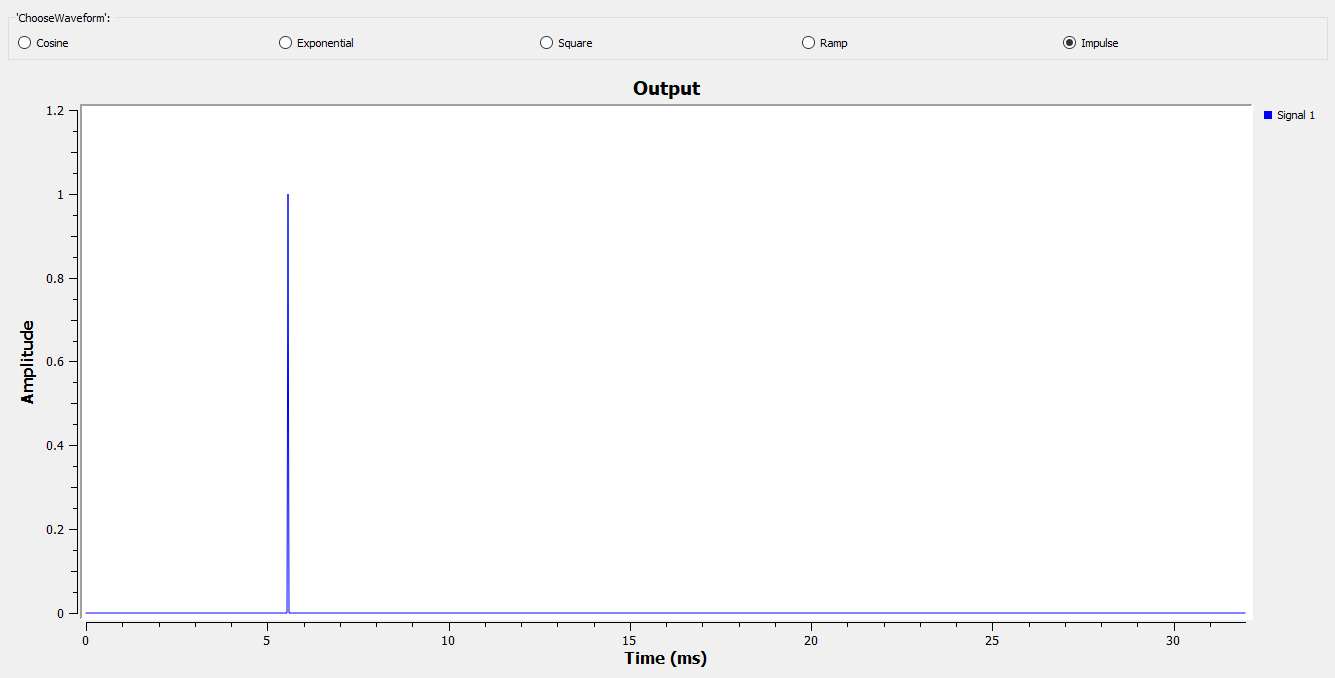 'ChooseWaveform':
Cosine Exponential Square Ramp Impulse
Output
Signal 1
Amplitude
1.2
1
0.8
0.6
0.4
0.2
0
0 5 10 15 20 25 30
Time (ms)